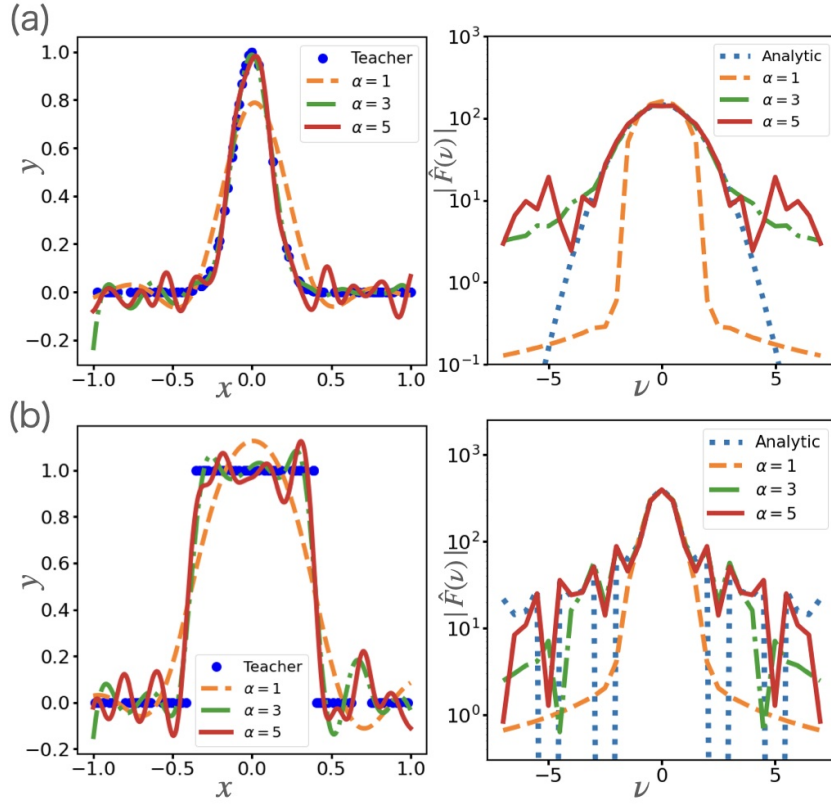 (a)
1.0
0.8
0.6
0.4
0.2
0.0
−0.2
y
−1.0 −0.5 0.0 0.5 1.0
x
Teacher
α = 1
α = 3
α = 5
10³
10²
10¹
10⁰
10⁻¹
|F̂(ν)|
−5 0 5
ν
Analytic
α = 1
α = 3
α = 5
(b)
1.0
0.8
0.6
0.4
0.2
0.0
−0.2
y
−1.0 −0.5 0.0 0.5 1.0
x
Teacher
α = 1
α = 3
α = 5
10³
10²
10¹
10⁰
|F̂(ν)|
−5 0 5
ν
Analytic
α = 1
α = 3
α = 5